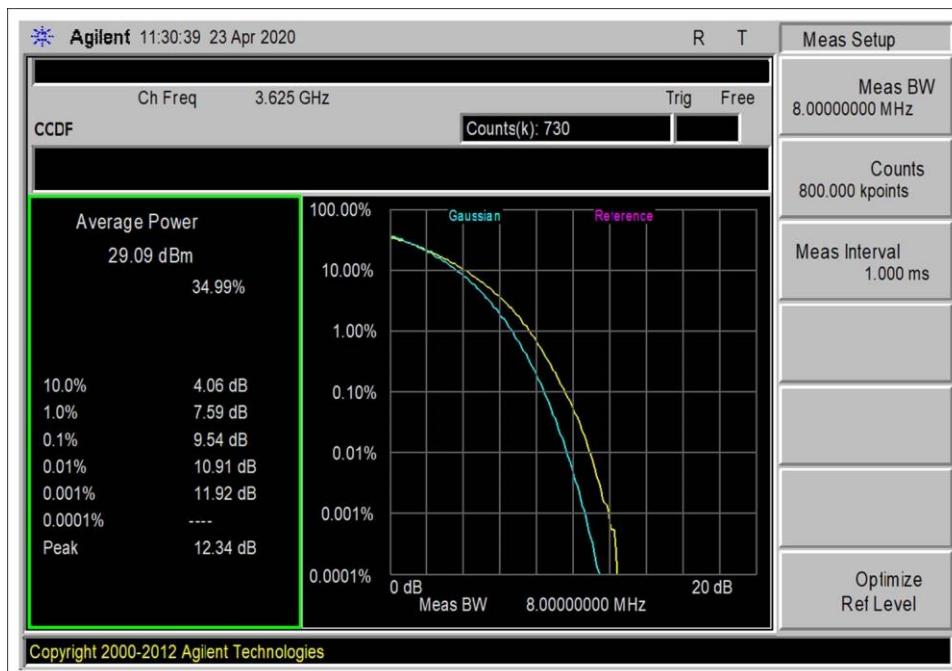 Agilent 11:30:39 23 Apr 2020 R T
Ch Freq 3.625 GHz Trig Free
CCDF Counts(k): 730
Average Power
29.09 dBm
34.99%
10.0% 4.06 dB
1.0% 7.59 dB
0.1% 9.54 dB
0.01% 10.91 dB
0.001% 11.92 dB
0.0001% ----
Peak 12.34 dB
Gaussian Reference
100.00%
10.00%
1.00%
0.10%
0.01%
0.001%
0.0001%
0 dB 20 dB
Meas BW 8.00000000 MHz
Meas Setup
Meas BW
8.00000000 MHz
Counts
800.000 kpoints
Meas Interval
1.000 ms
Optimize
Ref Level
Copyright 2000-2012 Agilent Technologies